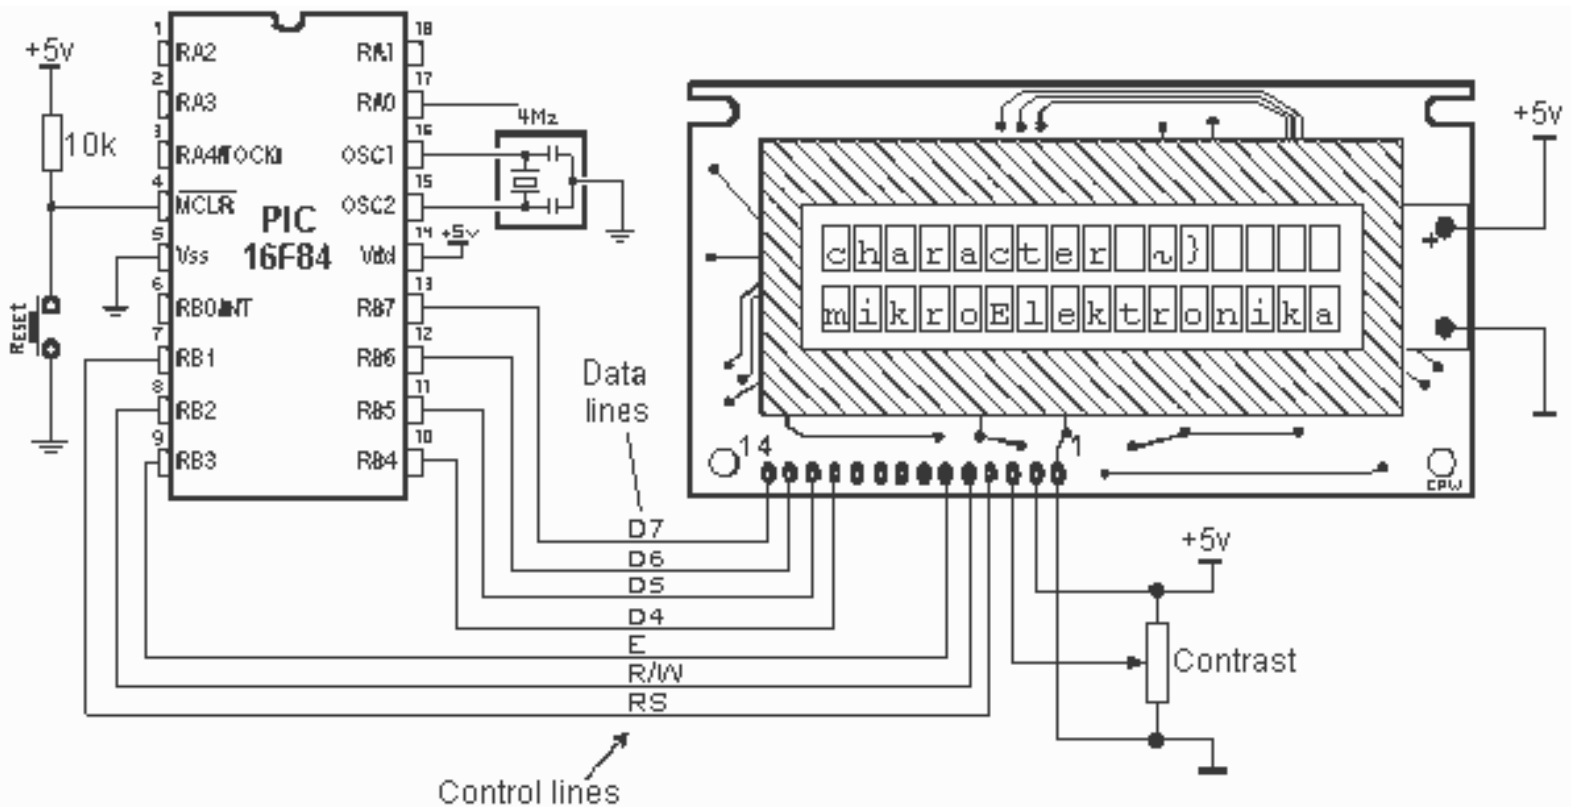 +5v
10k
RESET
1
RA2
2
RA3
3
RA4/TOCKI
4
MCLR
5
Vss
6
RB0/INT
7
RB1
8
RB2
9
RB3
PIC
16F84
18
RA1
17
RA0
16
OSC1
15
OSC2
14
Vdd
+5v
13
RB7
12
RB6
11
RB5
10
RB4
4Mz
Data
lines
D7
D6
D5
D4
E
R/W
RS
Control lines
character ~}
mikroElektronika
14
1
+
+5v
+5v
Contrast